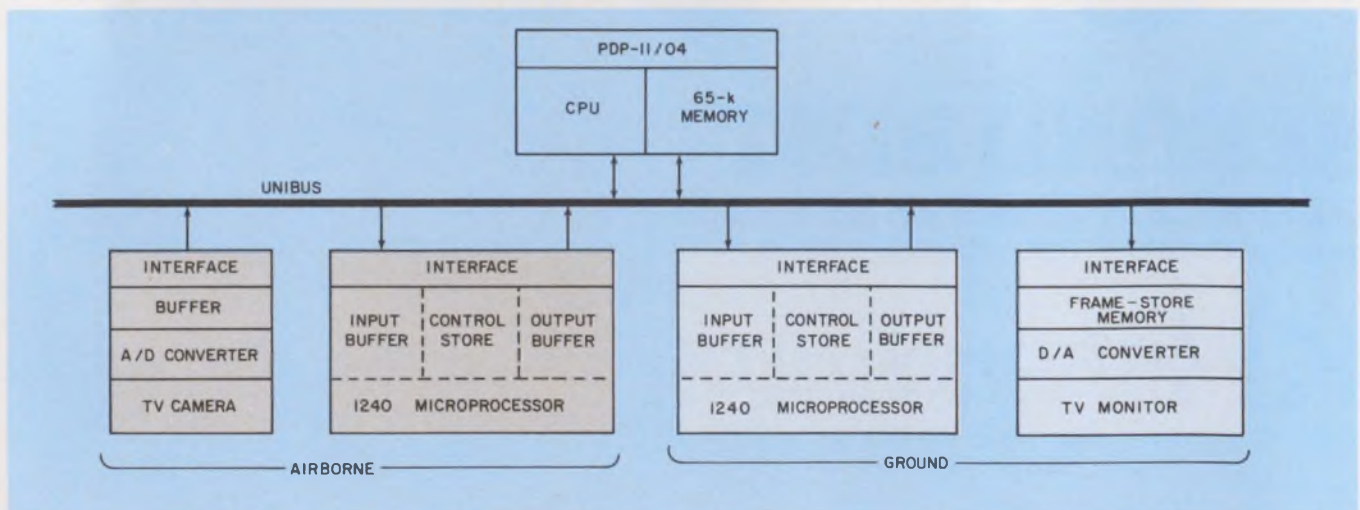 PDP-11/04
CPU
65-k
MEMORY
UNIBUS
INTERFACE
BUFFER
A/D CONVERTER
TV CAMERA
INTERFACE
INPUT
BUFFER
CONTROL
STORE
OUTPUT
BUFFER
1240 MICROPROCESSOR
INTERFACE
INPUT
BUFFER
CONTROL
STORE
OUTPUT
BUFFER
1240 MICROPROCESSOR
INTERFACE
FRAME-STORE
MEMORY
D/A CONVERTER
TV MONITOR
AIRBORNE
GROUND